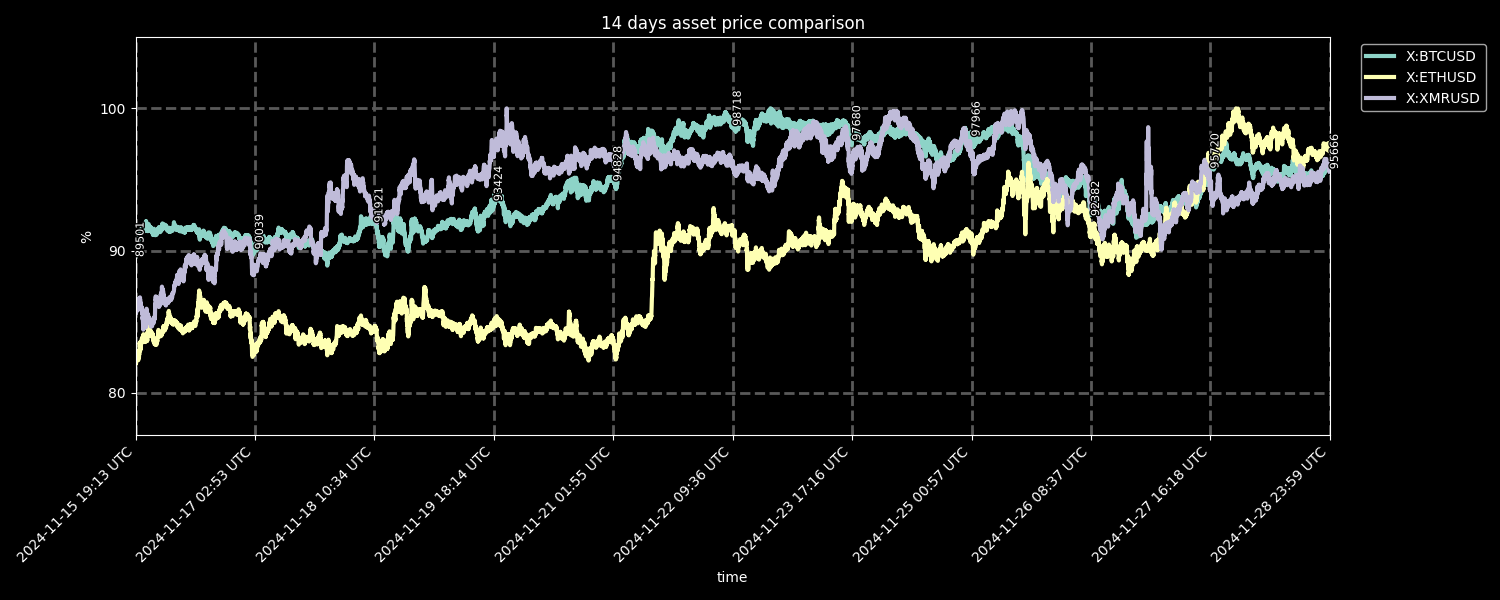 14 days asset price comparison
X:BTCUSD
X:ETHUSD
X:XMRUSD
100
90
80
%
89501
90039
91921
93424
94828
98718
97680
97966
92382
95720
95666
2024-11-15 19:13 UTC
2024-11-17 02:53 UTC
2024-11-18 10:34 UTC
2024-11-19 18:14 UTC
2024-11-21 01:55 UTC
2024-11-22 09:36 UTC
2024-11-23 17:16 UTC
2024-11-25 00:57 UTC
2024-11-26 08:37 UTC
2024-11-27 16:18 UTC
2024-11-28 23:59 UTC
time